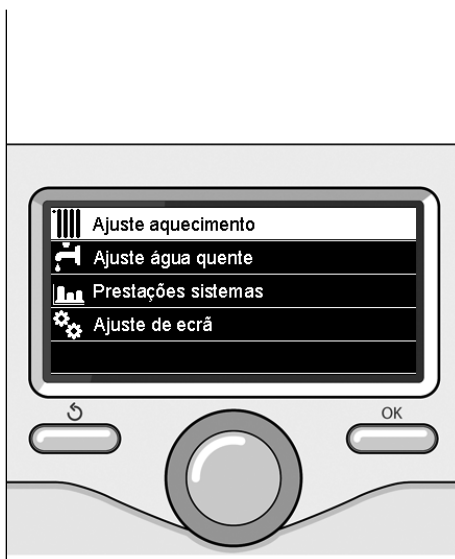 Ajuste aquecimento
Ajuste água quente
Prestações sistemas
Ajuste de ecrã
OK